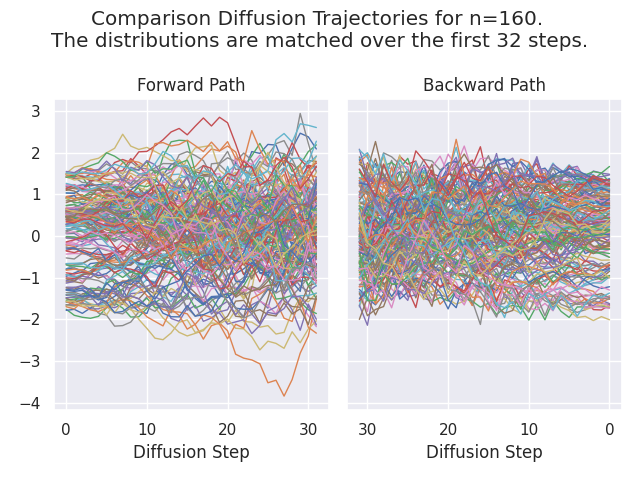 Comparison Diffusion Trajectories for n=160.
The distributions are matched over the first 32 steps.
Forward Path
Backward Path
3
2
1
0
−1
−2
−3
−4
0 10 20 30
30 20 10 0
Diffusion Step
Diffusion Step